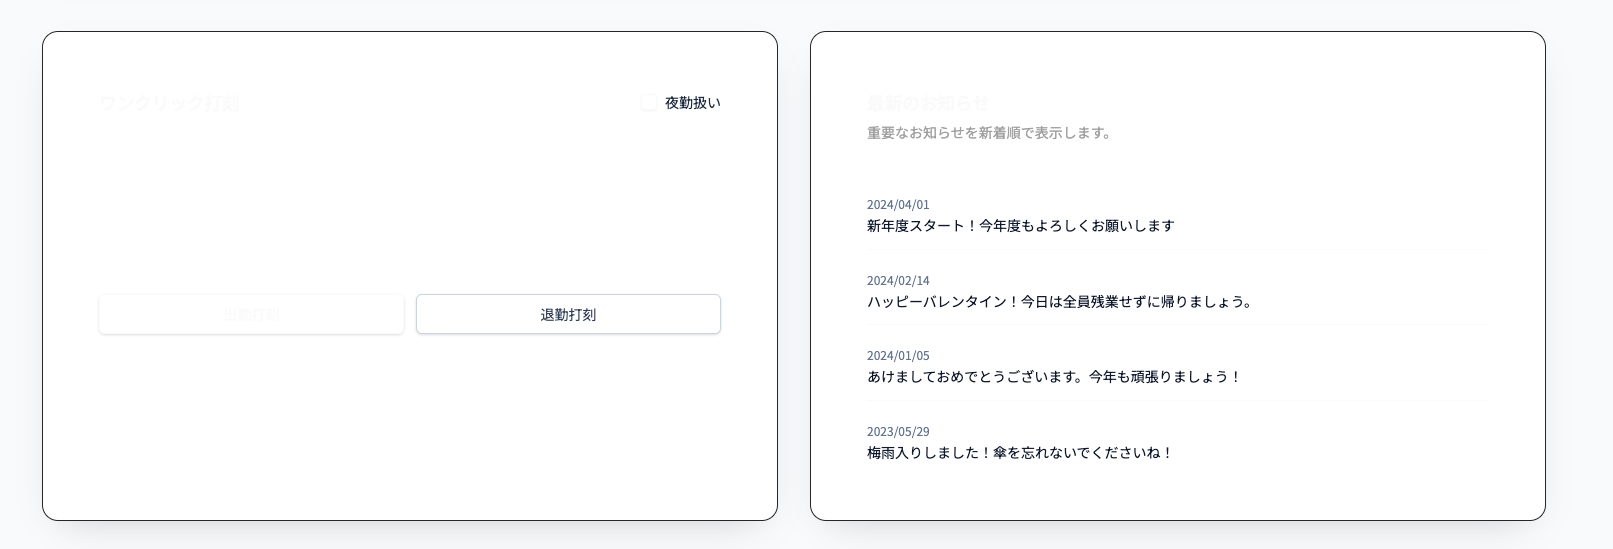 ワンクリック打刻
夜勤扱い
出勤打刻
退勤打刻
最新のお知らせ
重要なお知らせを新着順で表示します。
2024/04/01
新年度スタート！今年度もよろしくお願いします
2024/02/14
ハッピーバレンタイン！今日は全員残業せずに帰りましょう。
2024/01/05
あけましておめでとうございます。今年も頑張りましょう！
2023/05/29
梅雨入りしました！傘を忘れないでくださいね！